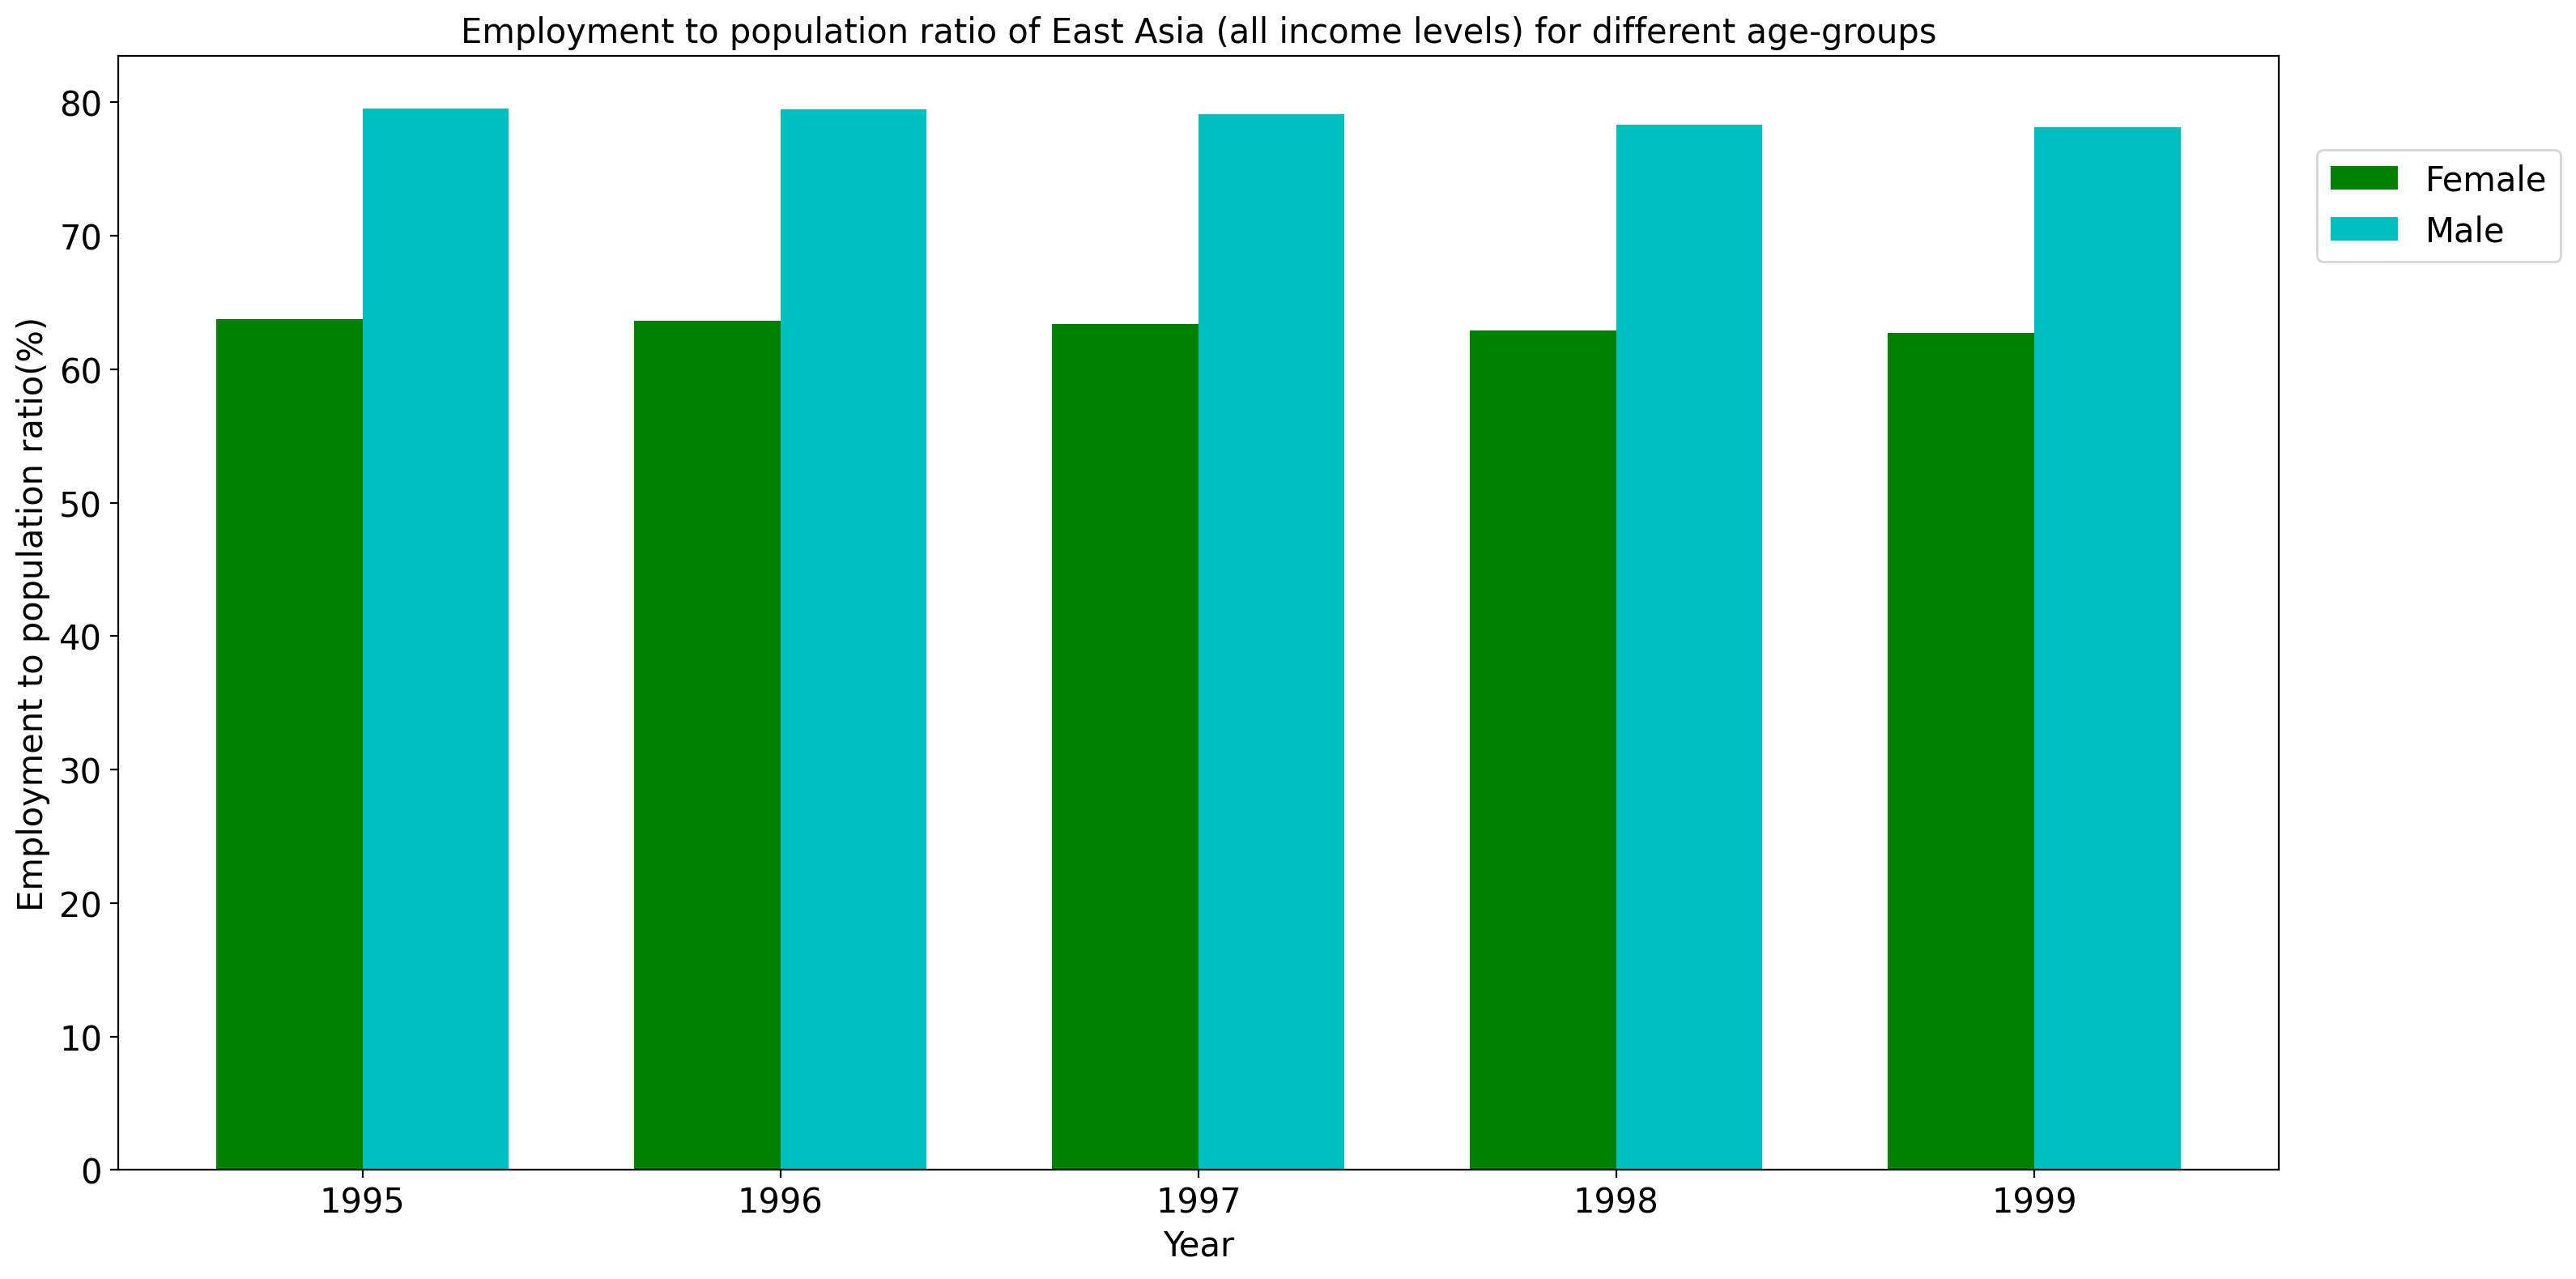 Employment to population ratio of East Asia (all income levels) for different age-groups
Employment to population ratio(%)
80
70
60
50
40
30
20
10
0
1995
1996
1997
1998
1999
Year
Female
Male